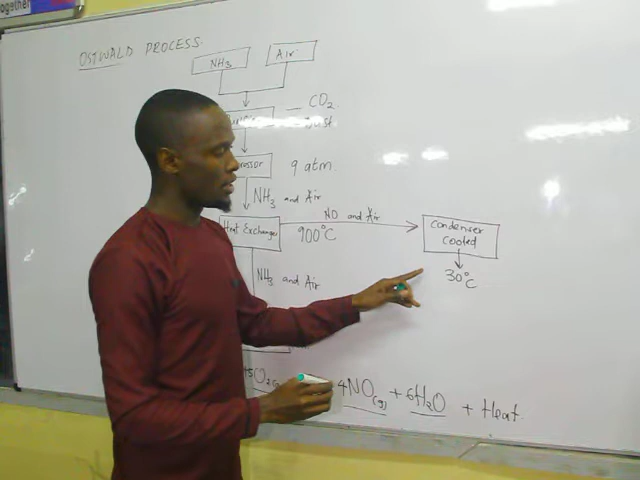 ogether
OSTWALD PROCESS
NH3
Air
CO2
9 atm.
NH3 and Air
NO and Air
Heat Exchanger
900°C
Condenser
Cooled
NH3 and Air
30°C
+5O2(g)
4NO(g) + 6H2O + Heat.